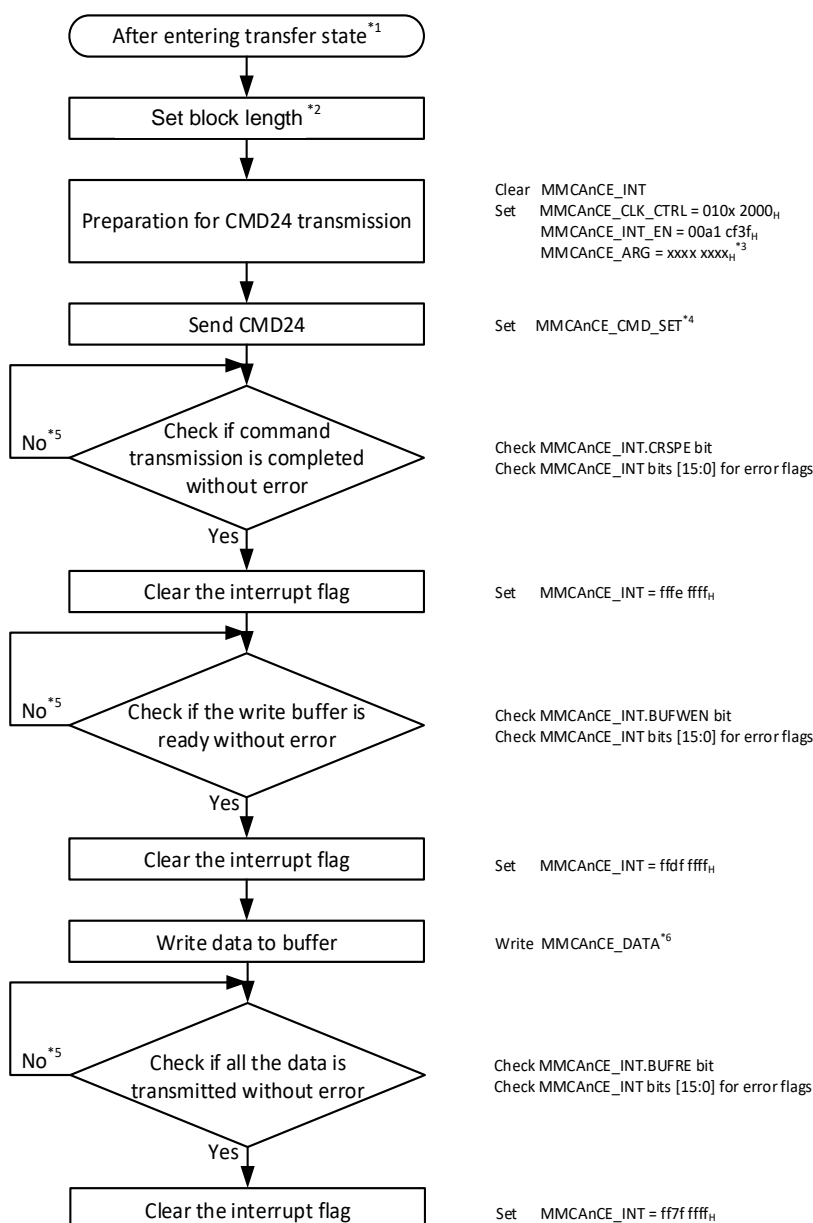 After entering transfer state*1
Set block length *2
Preparation for CMD24 transmission
Clear MMCAnCE_INT
Set MMCAnCE_CLK_CTRL = 010x 2000H
MMCAnCE_INT_EN = 00a1 cf3fH
MMCAnCE_ARG = xxxx xxxxH*3
Send CMD24
Set MMCAnCE_CMD_SET*4
No*5
Check if command
transmission is completed
without error
Check MMCAnCE_INT.CRSPE bit
Check MMCAnCE_INT bits [15:0] for error flags
Yes
Clear the interrupt flag
Set MMCAnCE_INT = fffe ffffH
No*5
Check if the write buffer is
ready without error
Check MMCAnCE_INT.BUFWEN bit
Check MMCAnCE_INT bits [15:0] for error flags
Yes
Clear the interrupt flag
Set MMCAnCE_INT = ffdf ffffH
Write data to buffer
Write MMCAnCE_DATA*6
No*5
Check if all the data is
transmitted without error
Check MMCAnCE_INT.BUFRE bit
Check MMCAnCE_INT bits [15:0] for error flags
Yes
Clear the interrupt flag
Set MMCAnCE_INT = ff7f ffffH